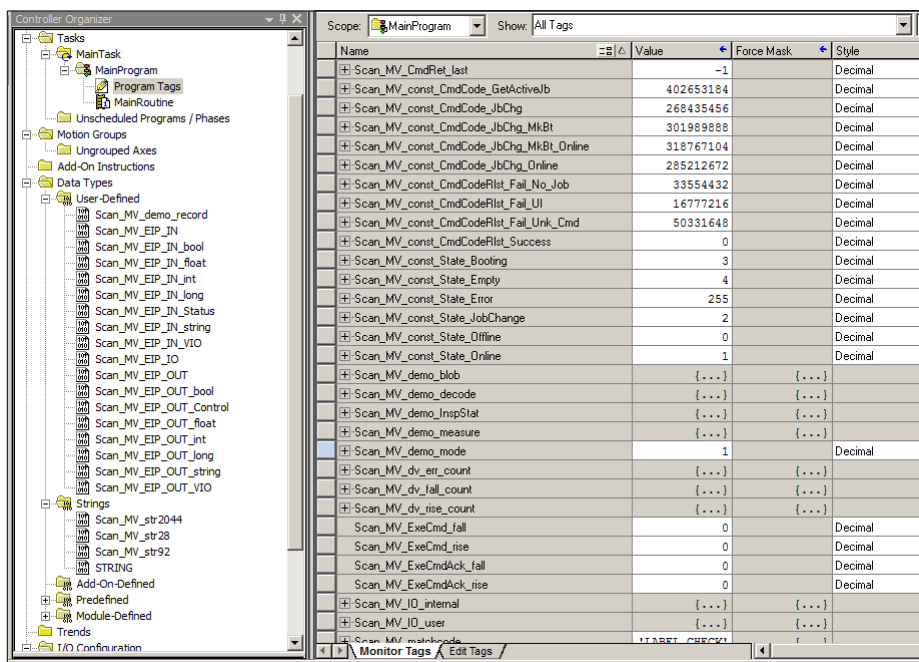 Controller Organizer
Tasks
MainTask
MainProgram
Program Tags
MainRoutine
Unscheduled Programs / Phases
Motion Groups
Ungrouped Axes
Add-On Instructions
Data Types
User-Defined
Scan_MV_demo_record
Scan_MV_EIP_IN
Scan_MV_EIP_IN_bool
Scan_MV_EIP_IN_float
Scan_MV_EIP_IN_int
Scan_MV_EIP_IN_long
Scan_MV_EIP_IN_Status
Scan_MV_EIP_IN_string
Scan_MV_EIP_IN_VIO
Scan_MV_EIP_IO
Scan_MV_EIP_OUT
Scan_MV_EIP_OUT_bool
Scan_MV_EIP_OUT_Control
Scan_MV_EIP_OUT_float
Scan_MV_EIP_OUT_int
Scan_MV_EIP_OUT_long
Scan_MV_EIP_OUT_string
Scan_MV_EIP_OUT_VIO
Strings
Scan_MV_str2044
Scan_MV_str28
Scan_MV_str92
STRING
Add-On-Defined
Predefined
Module-Defined
Trends
I/O Configuration
Scope: MainProgram Show: All Tags
Name Value Force Mask Style
Scan_MV_CmdRet_last -1 Decimal
Scan_MV_const_CmdCode_GetActiveJb 402653184 Decimal
Scan_MV_const_CmdCode_JbChg 268435456 Decimal
Scan_MV_const_CmdCode_JbChg_MkBt 301989888 Decimal
Scan_MV_const_CmdCode_JbChg_MkBt_Online 318767104 Decimal
Scan_MV_const_CmdCode_JbChg_Online 285212672 Decimal
Scan_MV_const_CmdCodeRlst_Fail_No_Job 33554432 Decimal
Scan_MV_const_CmdCodeRlst_Fail_UI 16777216 Decimal
Scan_MV_const_CmdCodeRlst_Fail_Unk_Cmd 50331648 Decimal
Scan_MV_const_CmdCodeRlst_Success 0 Decimal
Scan_MV_const_State_Booting 3 Decimal
Scan_MV_const_State_Empty 4 Decimal
Scan_MV_const_State_Error 255 Decimal
Scan_MV_const_State_JobChange 2 Decimal
Scan_MV_const_State_Offline 0 Decimal
Scan_MV_const_State_Online 1 Decimal
Scan_MV_demo_blob {...} {...}
Scan_MV_demo_decode {...} {...}
Scan_MV_demo_InspStat {...} {...}
Scan_MV_demo_measure {...} {...}
Scan_MV_demo_mode 1 Decimal
Scan_MV_dv_err_count {...} {...}
Scan_MV_dv_fall_count {...} {...}
Scan_MV_dv_rise_count {...} {...}
Scan_MV_ExeCmd_fall 0 Decimal
Scan_MV_ExeCmd_rise 0 Decimal
Scan_MV_ExeCmdAck_fall 0 Decimal
Scan_MV_ExeCmdAck_rise 0 Decimal
Scan_MV_IO_internal {...} {...}
Scan_MV_IO_user {...} {...}
Scan_MV_matchcode 'LABEL CHECK'
Monitor Tags Edit Tags